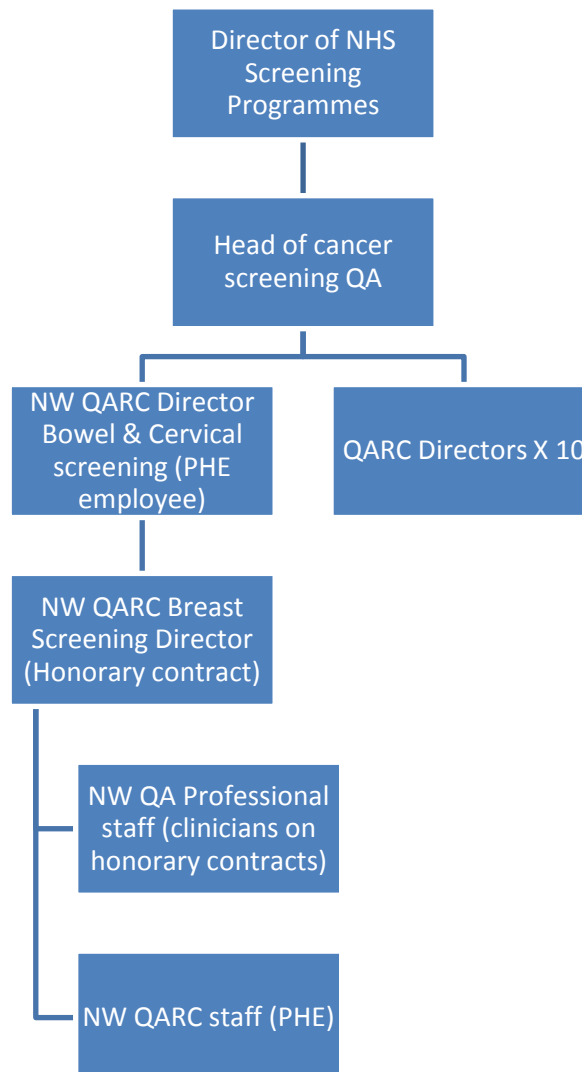 Director of NHS
Screening
Programmes
Head of cancer
screening QA
NW QARC Director
Bowel & Cervical
screening (PHE
employee)
QARC Directors X 10
NW QARC Breast
Screening Director
(Honorary contract)
NW QA Professional
staff (clinicians on
honorary contracts)
NW QARC staff (PHE)